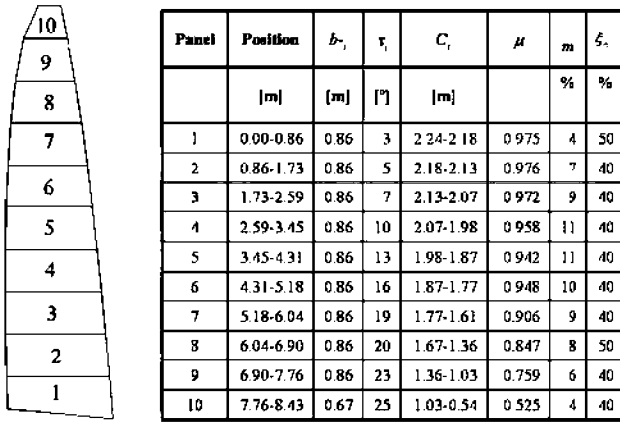 10
9
8
7
6
5
4
3
2
1
Panel Position b-, τ, C, μ m ξ
[m] [m] [°] [m] % %
1 0.00-0.86 0.86 3 2 24-2 18 0.975 4 50
2 0.86-1.73 0.86 5 2.18-2.13 0.976 7 40
3 1.73-2.59 0.86 7 2.13-2.07 0.972 9 40
4 2.59-3.45 0.86 10 2.07-1.98 0 958 11 40
5 3.45-4.31 0.86 13 1.98-1.87 0 942 11 40
6 4.31-5.18 0.86 16 1.87-1.77 0 948 10 40
7 5.18-6.04 0.86 19 1.77-1.61 0 906 9 40
8 6.04-6.90 0.86 20 1.67-1.36 0.847 8 50
9 6.90-7.76 0.86 23 1.36-1.03 0.759 6 40
10 7.76-8.43 0.67 25 1.03-0.54 0.525 4 40